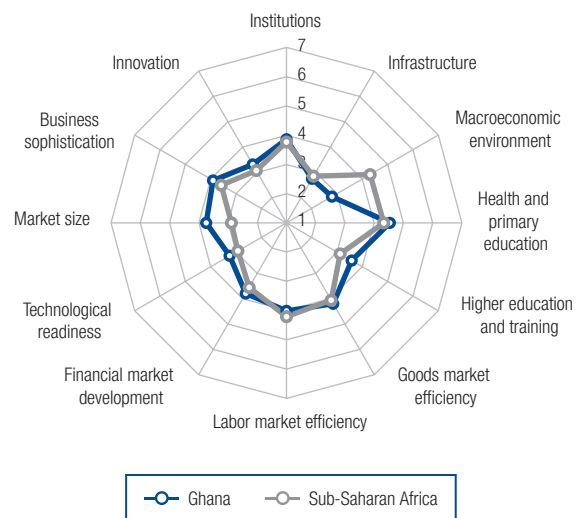 Institutions
Infrastructure
Macroeconomic
environment
Health and
primary
education
Higher education
and training
Goods market
efficiency
Labor market efficiency
Financial market
development
Technological
readiness
Market size
Business
sophistication
Innovation
7
6
5
4
3
2
1
Ghana
Sub-Saharan Africa